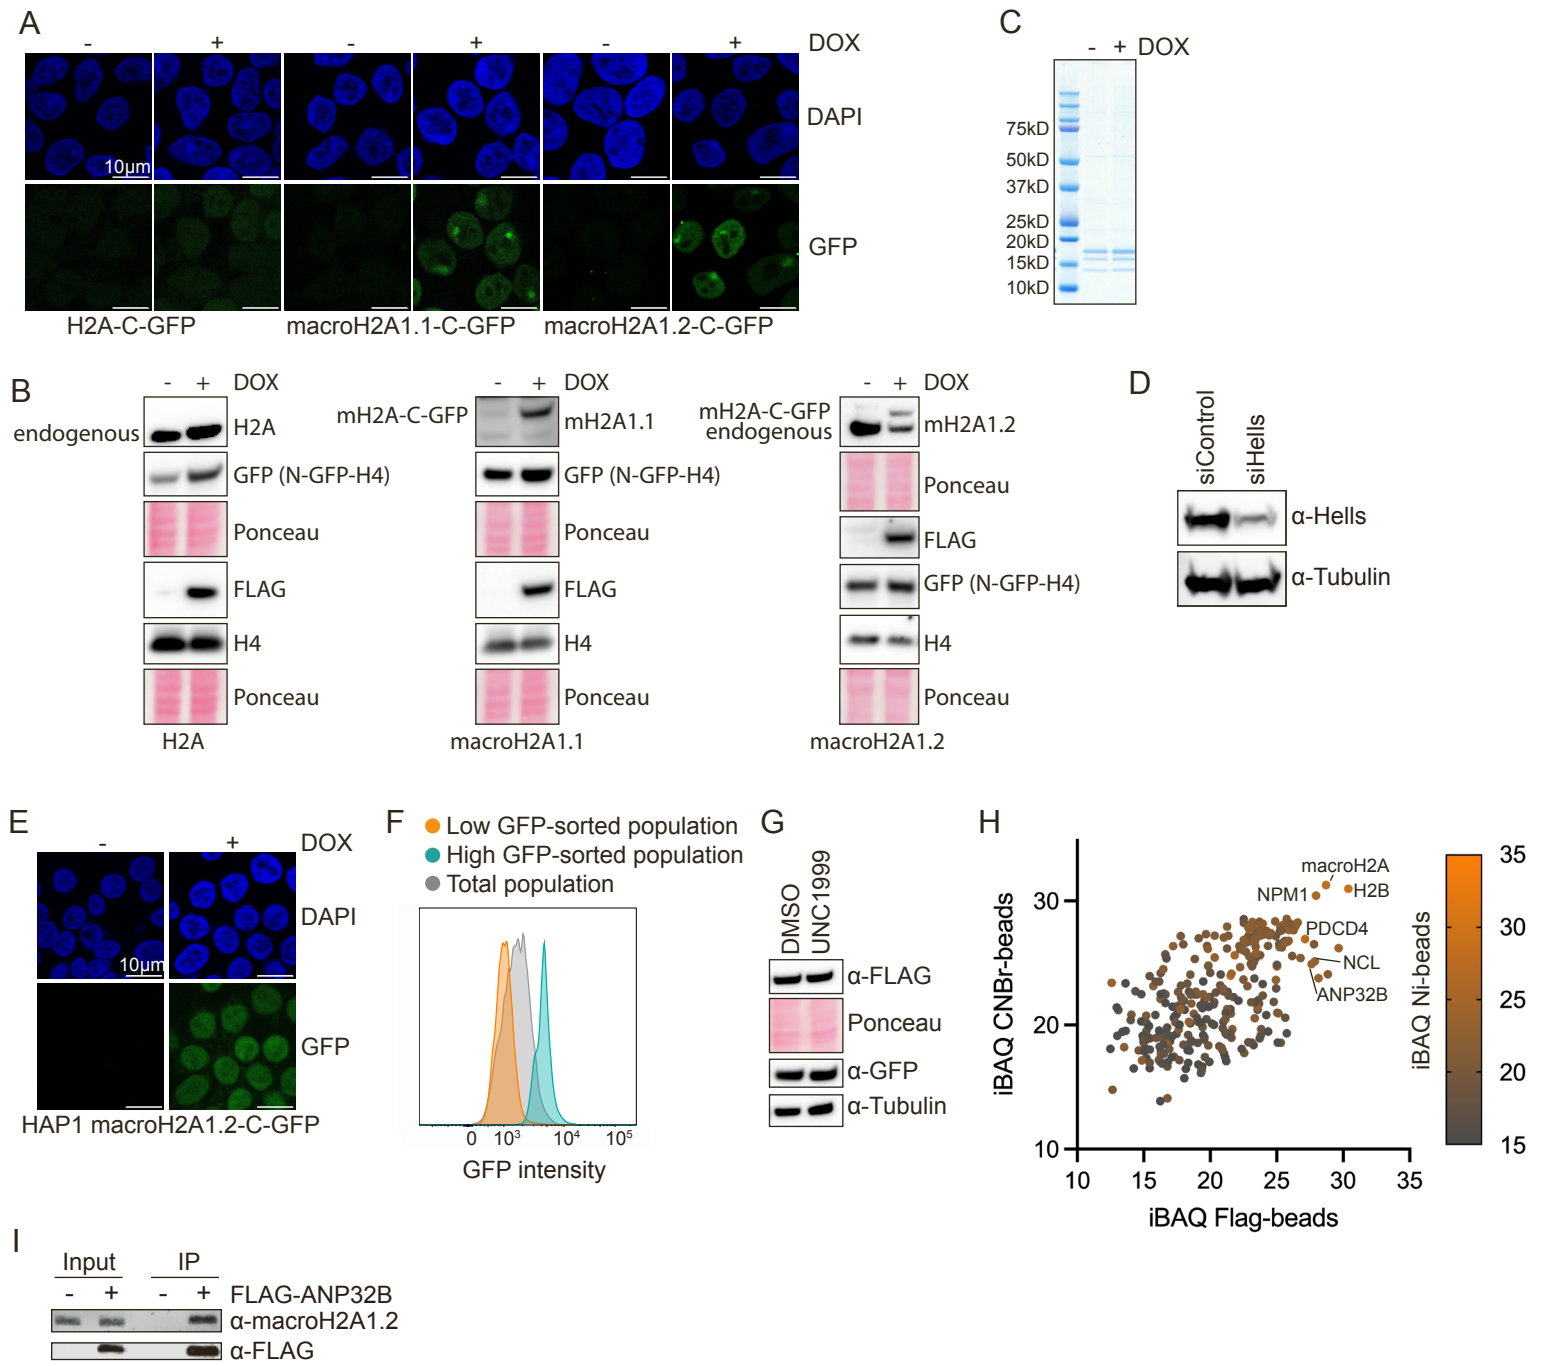 A
- + - + - + DOX
DAPI
10µm
GFP
H2A-C-GFP macroH2A1.1-C-GFP macroH2A1.2-C-GFP
C
- + DOX
75kD
50kD
37kD
25kD
20kD
15kD
10kD
B
- + DOX
endogenous H2A
GFP (N-GFP-H4)
Ponceau
FLAG
H4
Ponceau
H2A
- + DOX
mH2A-C-GFP mH2A1.1
GFP (N-GFP-H4)
Ponceau
FLAG
H4
Ponceau
macroH2A1.1
- + DOX
mH2A-C-GFP
endogenous mH2A1.2
Ponceau
FLAG
GFP (N-GFP-H4)
H4
Ponceau
macroH2A1.2
D
siControl
siHells
α-Hells
α-Tubulin
E
- + DOX
DAPI
10µm
GFP
HAP1 macroH2A1.2-C-GFP
F
Low GFP-sorted population
High GFP-sorted population
Total population
0 10³ 10⁴ 10⁵
GFP intensity
G
DMSO
UNC1999
α-FLAG
Ponceau
α-GFP
α-Tubulin
H
iBAQ CNBr-beads
30
20
10
10 15 20 25 30 35
iBAQ Flag-beads
macroH2A
NPM1
H2B
PDCD4
NCL
ANP32B
iBAQ Ni-beads
35
30
25
20
15
I
Input IP
- + - + FLAG-ANP32B
α-macroH2A1.2
α-FLAG